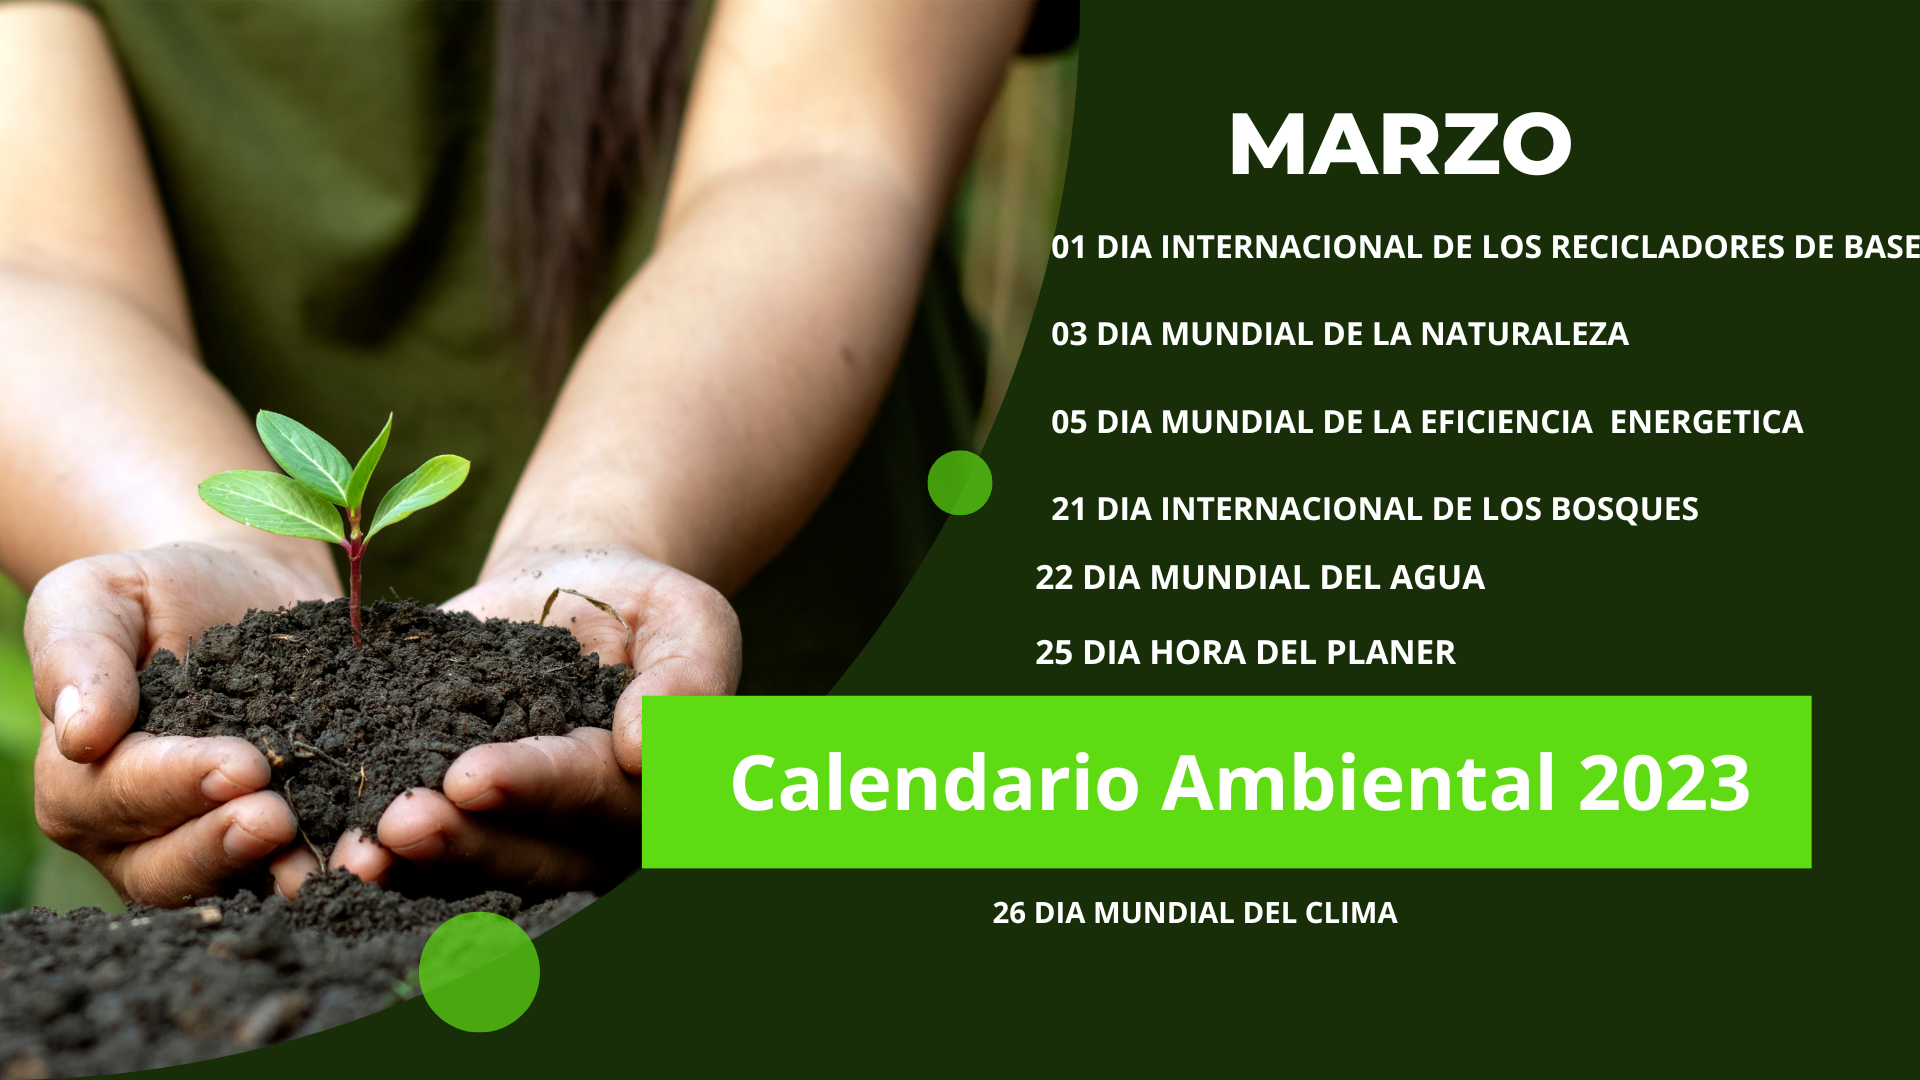 MARZO
01 DIA INTERNACIONAL DE LOS RECICLADORES DE BASE
03 DIA MUNDIAL DE LA NATURALEZA
05 DIA MUNDIAL DE LA EFICIENCIA  ENERGETICA
21 DIA INTERNACIONAL DE LOS BOSQUES
22 DIA MUNDIAL DEL AGUA
25 DIA HORA DEL PLANER
Calendario Ambiental 2023
26 DIA MUNDIAL DEL CLIMA